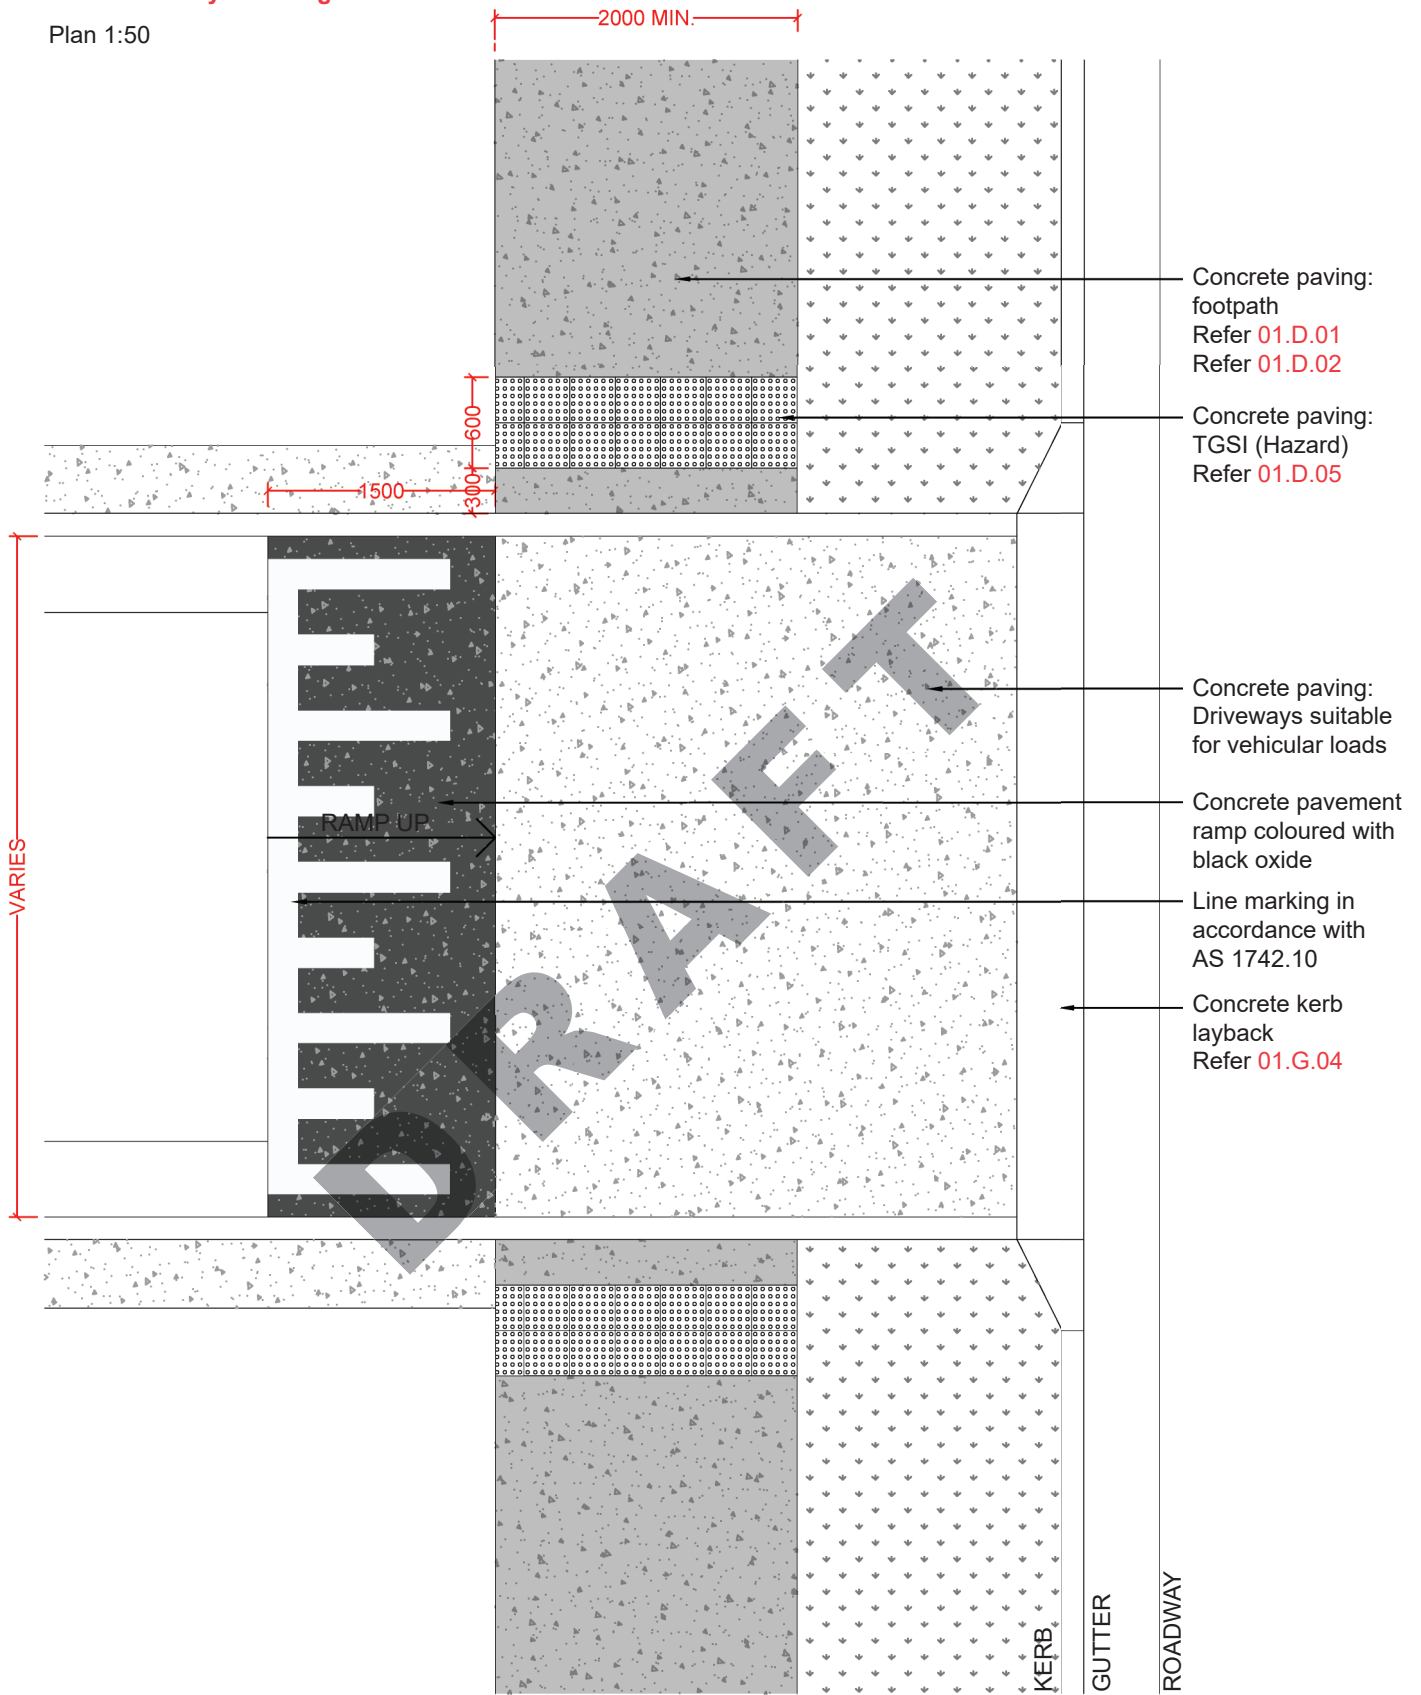 2000 MIN.
Plan 1:50
Concrete paving:
footpath
Refer 01.D.01
Refer 01.D.02
600
Concrete paving:
TGSI (Hazard)
Refer 01.D.05
1500
300
Concrete paving:
Driveways suitable
for vehicular loads
Concrete pavement
ramp coloured with
black oxide
RAMP UP
VARIES
Line marking in
accordance with
AS 1742.10
Concrete kerb
layback
Refer 01.G.04
DRAFT
KERB
GUTTER
ROADWAY